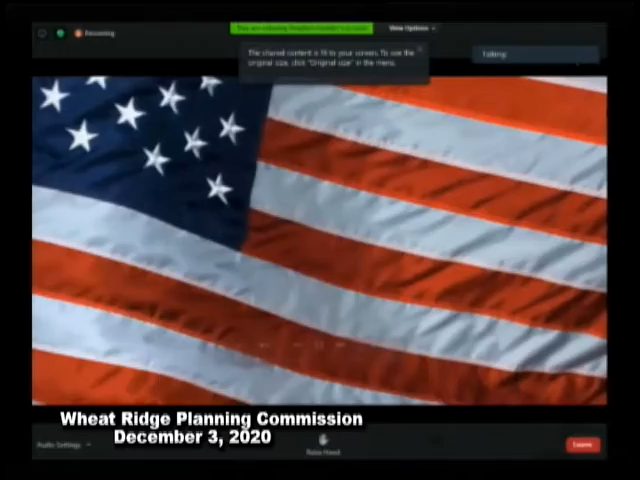 Recording
View Options
Talking:
The shared content is fit to your screen. To see the
original size, click "Original size" in the menu.
Wheat Ridge Planning Commission
December 3, 2020
Audio Settings
Raise Hand
Leave